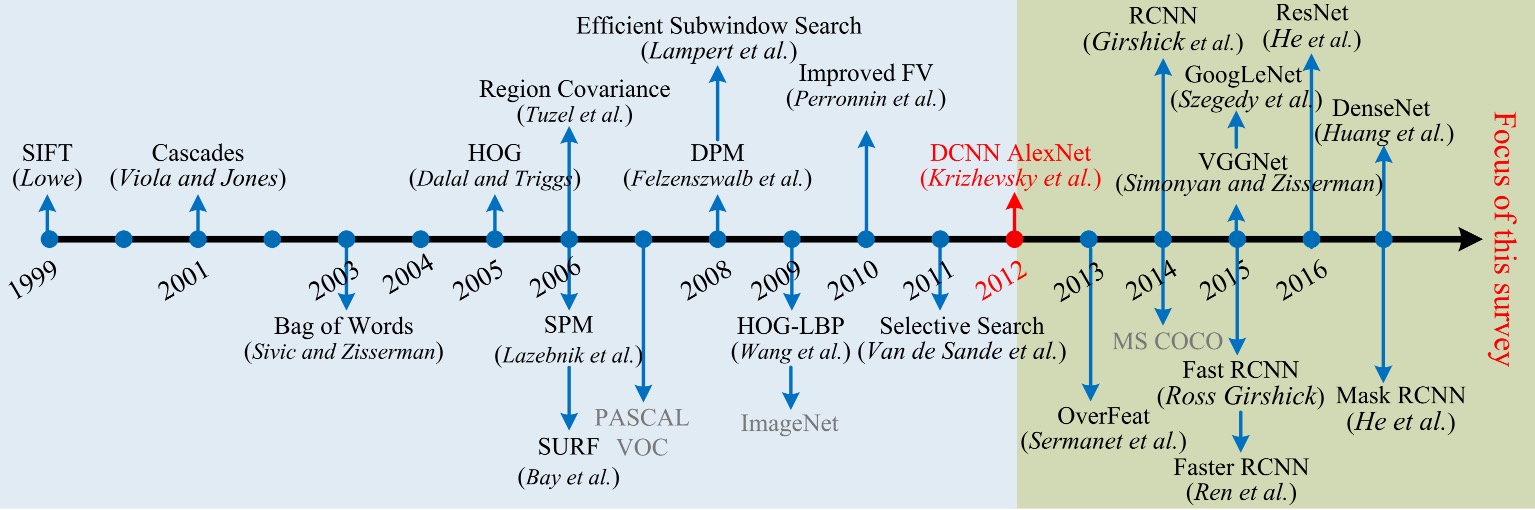 Efficient Subwindow Search
(Lampert et al.)
RCNN
(Girshick et al.)
ResNet
(He et al.)
Region Covariance
(Tuzel et al.)
Improved FV
(Perronnin et al.)
GoogLeNet
(Szegedy et al.)
DenseNet
(Huang et al.)
SIFT
(Lowe)
Cascades
(Viola and Jones)
HOG
(Dalal and Triggs)
DPM
(Felzenszwalb et al.)
DCNN AlexNet
(Krizhevsky et al.)
VGGNet
(Simonyan and Zisserman)
1999
2001
2003
2004
2005
2006
2008
2009
2010
2011
2012
2013
2014
2015
2016
Bag of Words
(Sivic and Zisserman)
SPM
(Lazebnik et al.)
SURF
(Bay et al.)
PASCAL
VOC
HOG-LBP
(Wang et al.)
ImageNet
Selective Search
(Van de Sande et al.)
OverFeat
(Sermanet et al.)
MS COCO
Fast RCNN
(Ross Girshick)
Faster RCNN
(Ren et al.)
Mask RCNN
(He et al.)
Focus of this survey